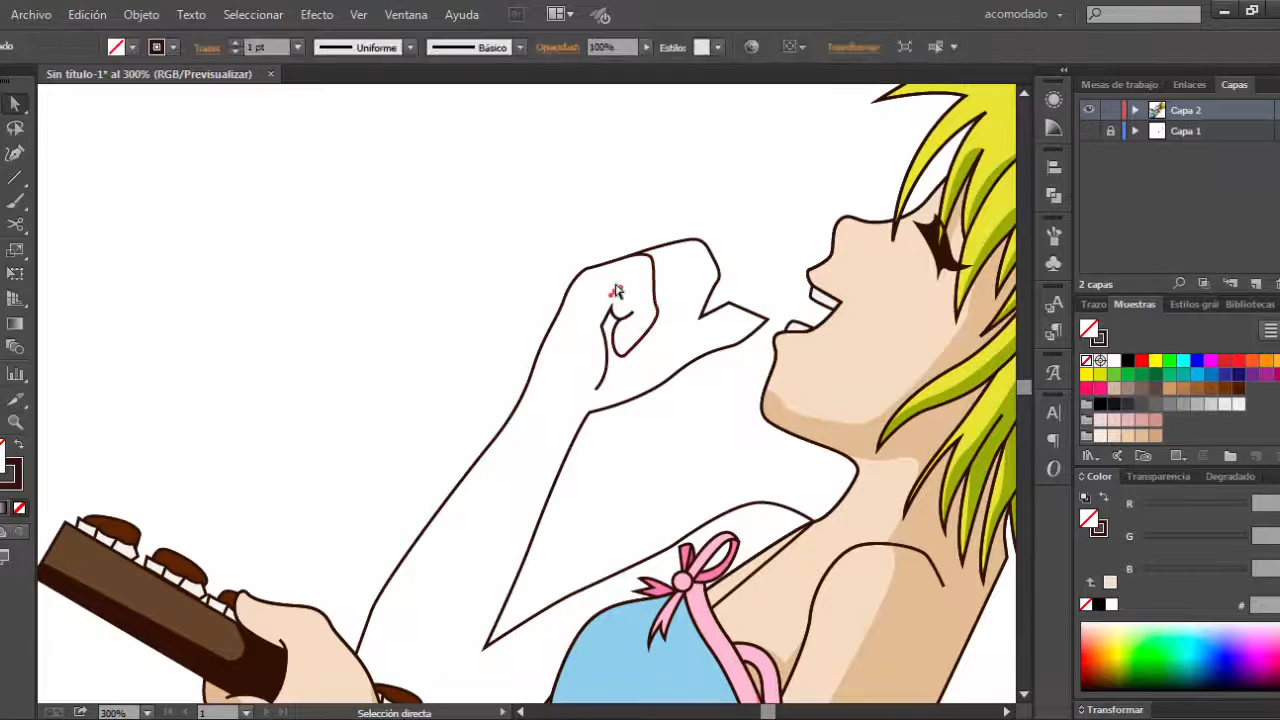 Archivo Edición Objeto Texto Seleccionar Efecto Ver Ventana Ayuda Br acomodado
Trazo: 1 pt Uniforme Básico Opacidad: 100% Estilo: Transformar
Sin título-1* al 300% (RGB/Previsualizar) ×
Mesas de trabajo Enlaces Capas
Capa 2
Capa 1
2 capas
Trazo Muestras Estilos gráf Bibliotecas
Color Transparencia Degradado
R
G
B
#
Transformar
300% 1 Selección directa